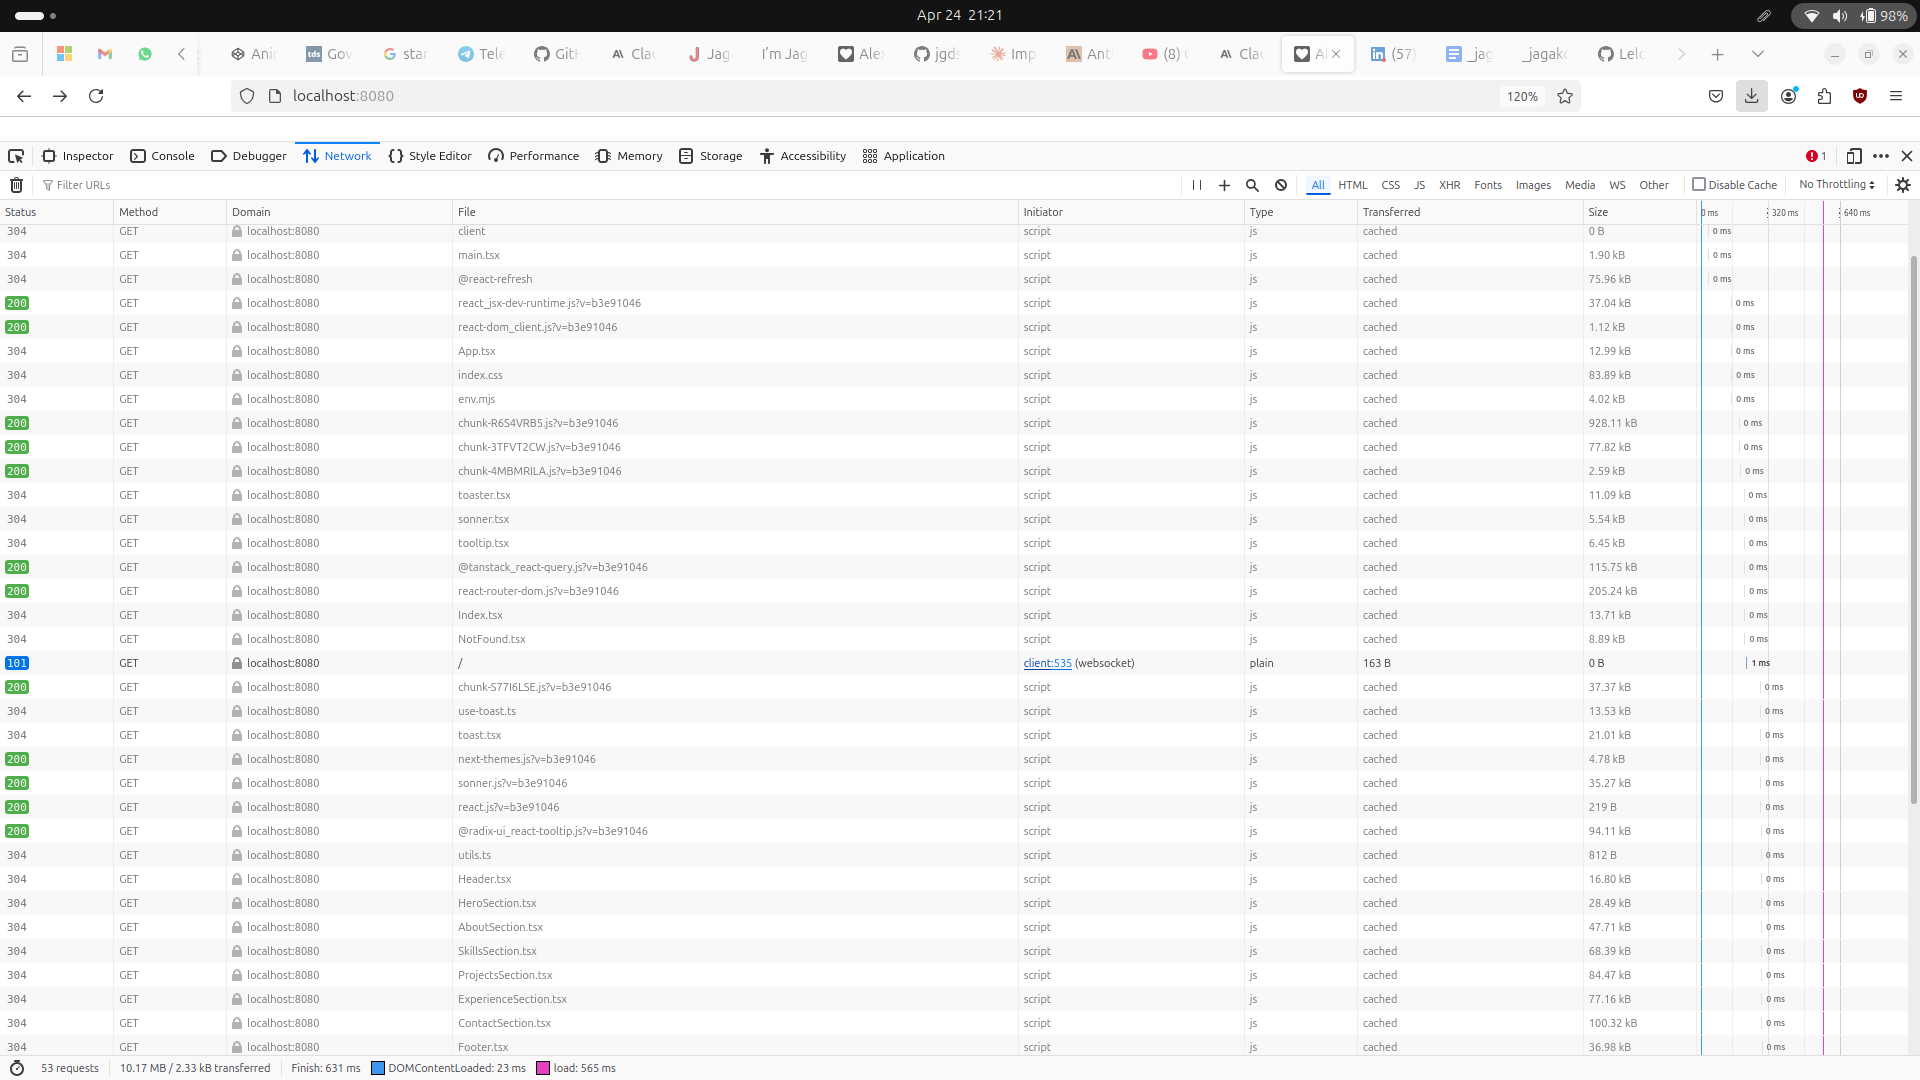 Apr 24 21:21
98%
Ani
tds Gov
star
Tele
GitH
Clau
Jag
I'm Jag
Alex
jgds
Imp
Anti
(8)
Clau
Al
(57)
_jag
_jagak
Lelo
localhost:8080
120%
Inspector Console Debugger Network Style Editor Performance Memory Storage Accessibility Application 1
Filter URLs All HTML CSS JS XHR Fonts Images Media WS Other Disable Cache No Throttling
Status Method Domain File Initiator Type Transferred Size 0 ms 320 ms 640 ms
304 GET localhost:8080 client script js cached 0 B 0 ms
304 GET localhost:8080 main.tsx script js cached 1.90 kB 0 ms
304 GET localhost:8080 @react-refresh script js cached 75.96 kB 0 ms
200 GET localhost:8080 react_jsx-dev-runtime.js?v=b3e91046 script js cached 37.04 kB 0 ms
200 GET localhost:8080 react-dom_client.js?v=b3e91046 script js cached 1.12 kB 0 ms
304 GET localhost:8080 App.tsx script js cached 12.99 kB 0 ms
304 GET localhost:8080 index.css script js cached 83.89 kB 0 ms
304 GET localhost:8080 env.mjs script js cached 4.02 kB 0 ms
200 GET localhost:8080 chunk-R6S4VRB5.js?v=b3e91046 script js cached 928.11 kB 0 ms
200 GET localhost:8080 chunk-3TFVT2CW.js?v=b3e91046 script js cached 77.82 kB 0 ms
200 GET localhost:8080 chunk-4MBMRILA.js?v=b3e91046 script js cached 2.59 kB 0 ms
304 GET localhost:8080 toaster.tsx script js cached 11.09 kB 0 ms
304 GET localhost:8080 sonner.tsx script js cached 5.54 kB 0 ms
304 GET localhost:8080 tooltip.tsx script js cached 6.45 kB 0 ms
200 GET localhost:8080 @tanstack_react-query.js?v=b3e91046 script js cached 115.75 kB 0 ms
200 GET localhost:8080 react-router-dom.js?v=b3e91046 script js cached 205.24 kB 0 ms
304 GET localhost:8080 Index.tsx script js cached 13.71 kB 0 ms
304 GET localhost:8080 NotFound.tsx script js cached 8.89 kB 0 ms
101 GET localhost:8080 / client:535 (websocket) plain 163 B 0 B 1 ms
200 GET localhost:8080 chunk-S77I6LSE.js?v=b3e91046 script js cached 37.37 kB 0 ms
304 GET localhost:8080 use-toast.ts script js cached 13.53 kB 0 ms
304 GET localhost:8080 toast.tsx script js cached 21.01 kB 0 ms
200 GET localhost:8080 next-themes.js?v=b3e91046 script js cached 4.78 kB 0 ms
200 GET localhost:8080 sonner.js?v=b3e91046 script js cached 35.27 kB 0 ms
200 GET localhost:8080 react.js?v=b3e91046 script js cached 219 B 0 ms
200 GET localhost:8080 @radix-ui_react-tooltip.js?v=b3e91046 script js cached 94.11 kB 0 ms
304 GET localhost:8080 utils.ts script js cached 812 B 0 ms
304 GET localhost:8080 Header.tsx script js cached 16.80 kB 0 ms
304 GET localhost:8080 HeroSection.tsx script js cached 28.49 kB 0 ms
304 GET localhost:8080 AboutSection.tsx script js cached 47.71 kB 0 ms
304 GET localhost:8080 SkillsSection.tsx script js cached 68.39 kB 0 ms
304 GET localhost:8080 ProjectsSection.tsx script js cached 84.47 kB 0 ms
304 GET localhost:8080 ExperienceSection.tsx script js cached 77.16 kB 0 ms
304 GET localhost:8080 ContactSection.tsx script js cached 100.32 kB 0 ms
304 GET localhost:8080 Footer.tsx script js cached 36.98 kB 0 ms
53 requests 10.17 MB / 2.33 kB transferred Finish: 631 ms DOMContentLoaded: 23 ms load: 565 ms